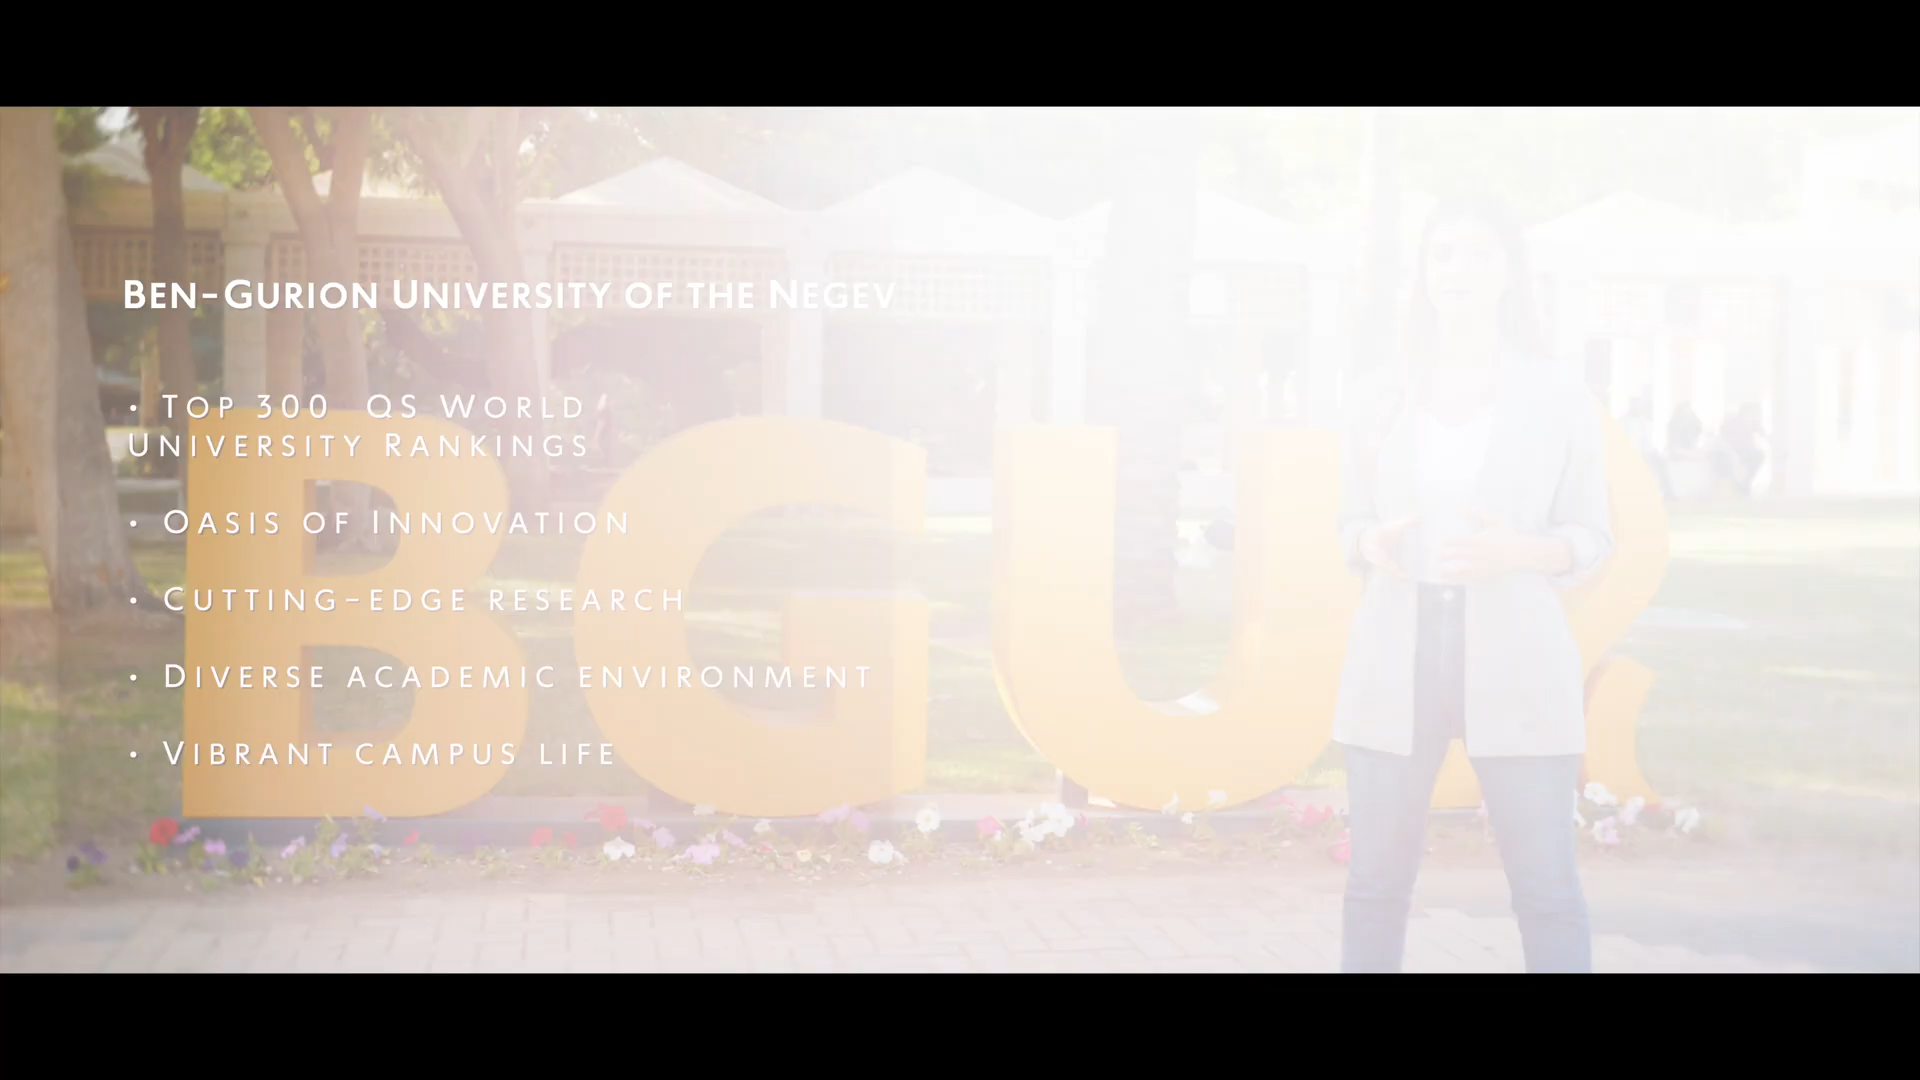 Ben-Gurion University of the Negev
• Top 300 QS World
University Rankings
• Oasis of Innovation
• Cutting-edge research
• Diverse academic environment
• Vibrant campus life
BGU